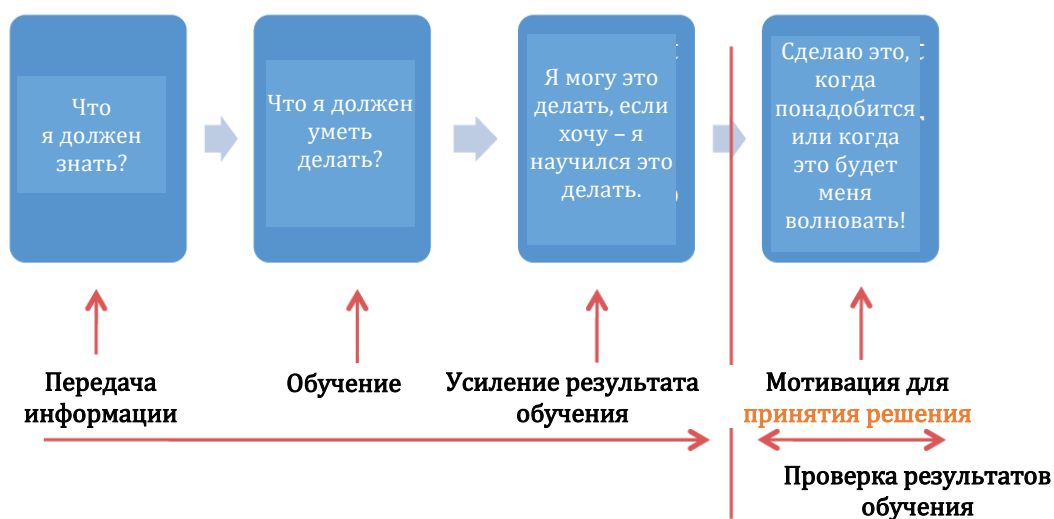 Что
я должен
знать?
Что я должен
уметь
делать?
Я могу это
делать, если
хочу – я
научился это
делать.
Сделаю это,
когда
понадобится
или когда
это будет
меня
волновать!
Передача
информации
Обучение
Усиление результата
обучения
Мотивация для
принятия решения
Проверка результатов
обучения